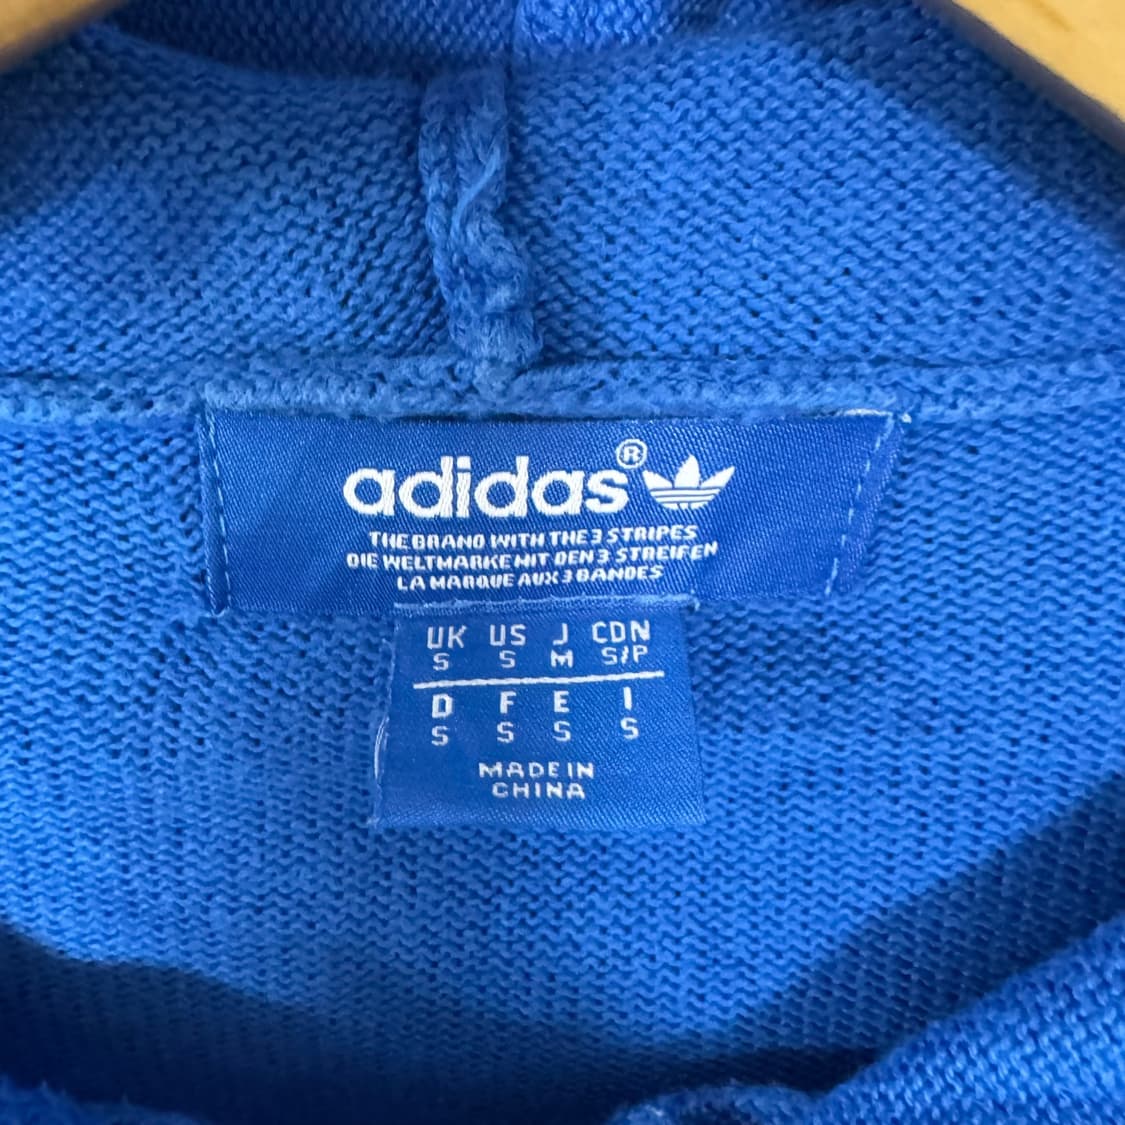 adidas®
THE BRAND WITH THE 3 STRIPES
DIE WELTMARKE MIT DEN 3 STREIFEN
LA MARQUE AUX 3 BANDES
UK US J CDN
S S M S/P
D F E I
S S S S
MADE IN
CHINA